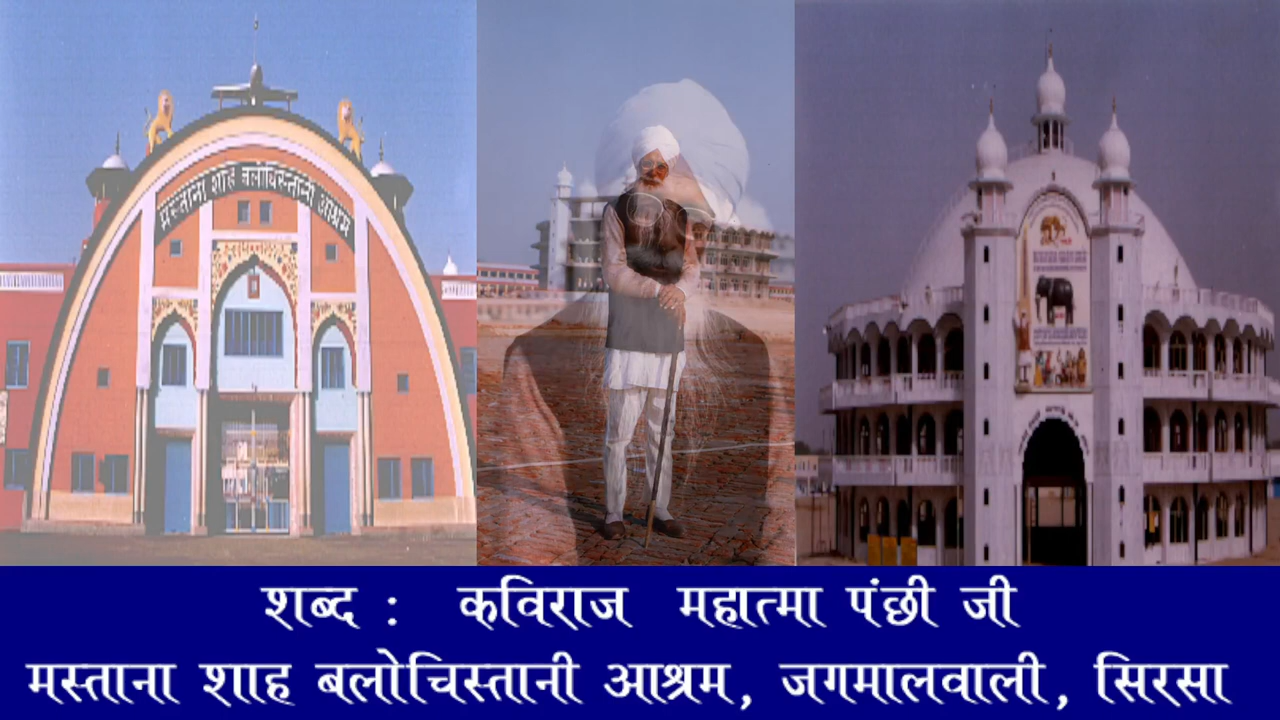 मस्ताना शाह बलोचिस्तानी आश्रम
शब्द : कविराज महात्मा पंछी जी
मस्ताना शाह बलोचिस्तानी आश्रम, जगमालवाली, सिरसा